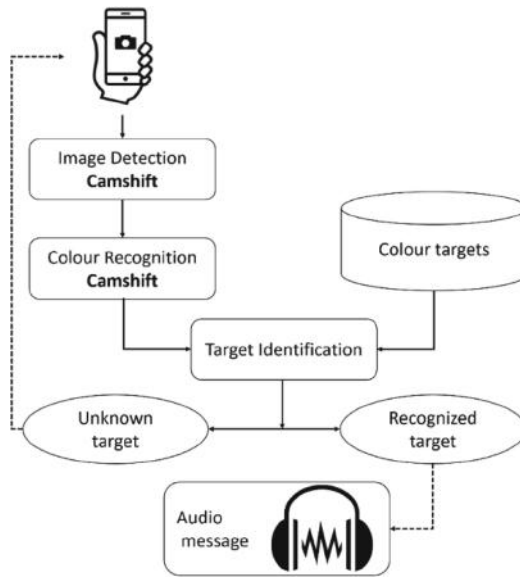 Image Detection
Camshift
Colour Recognition
Camshift
Colour targets
Target Identification
Unknown
target
Recognized
target
Audio
message